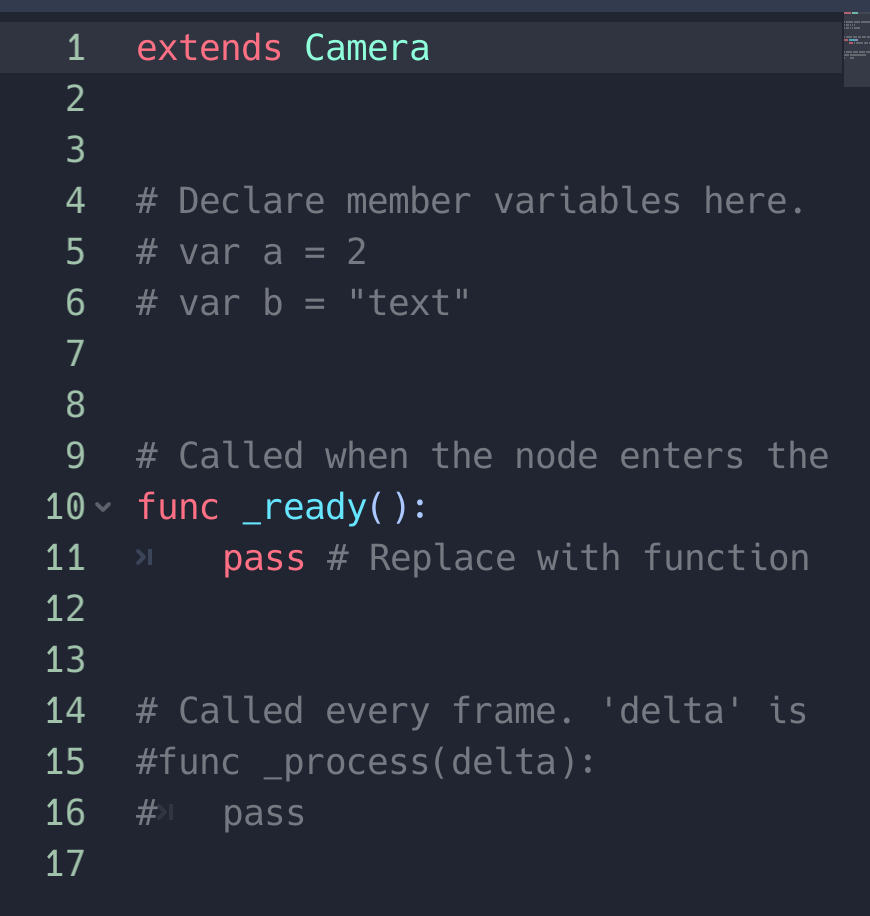 1 extends Camera
2
3
4 # Declare member variables here.
5 # var a = 2
6 # var b = "text"
7
8
9 # Called when the node enters the
10 func _ready():
11 pass # Replace with function
12
13
14 # Called every frame. 'delta' is
15 #func _process(delta):
16 # pass
17